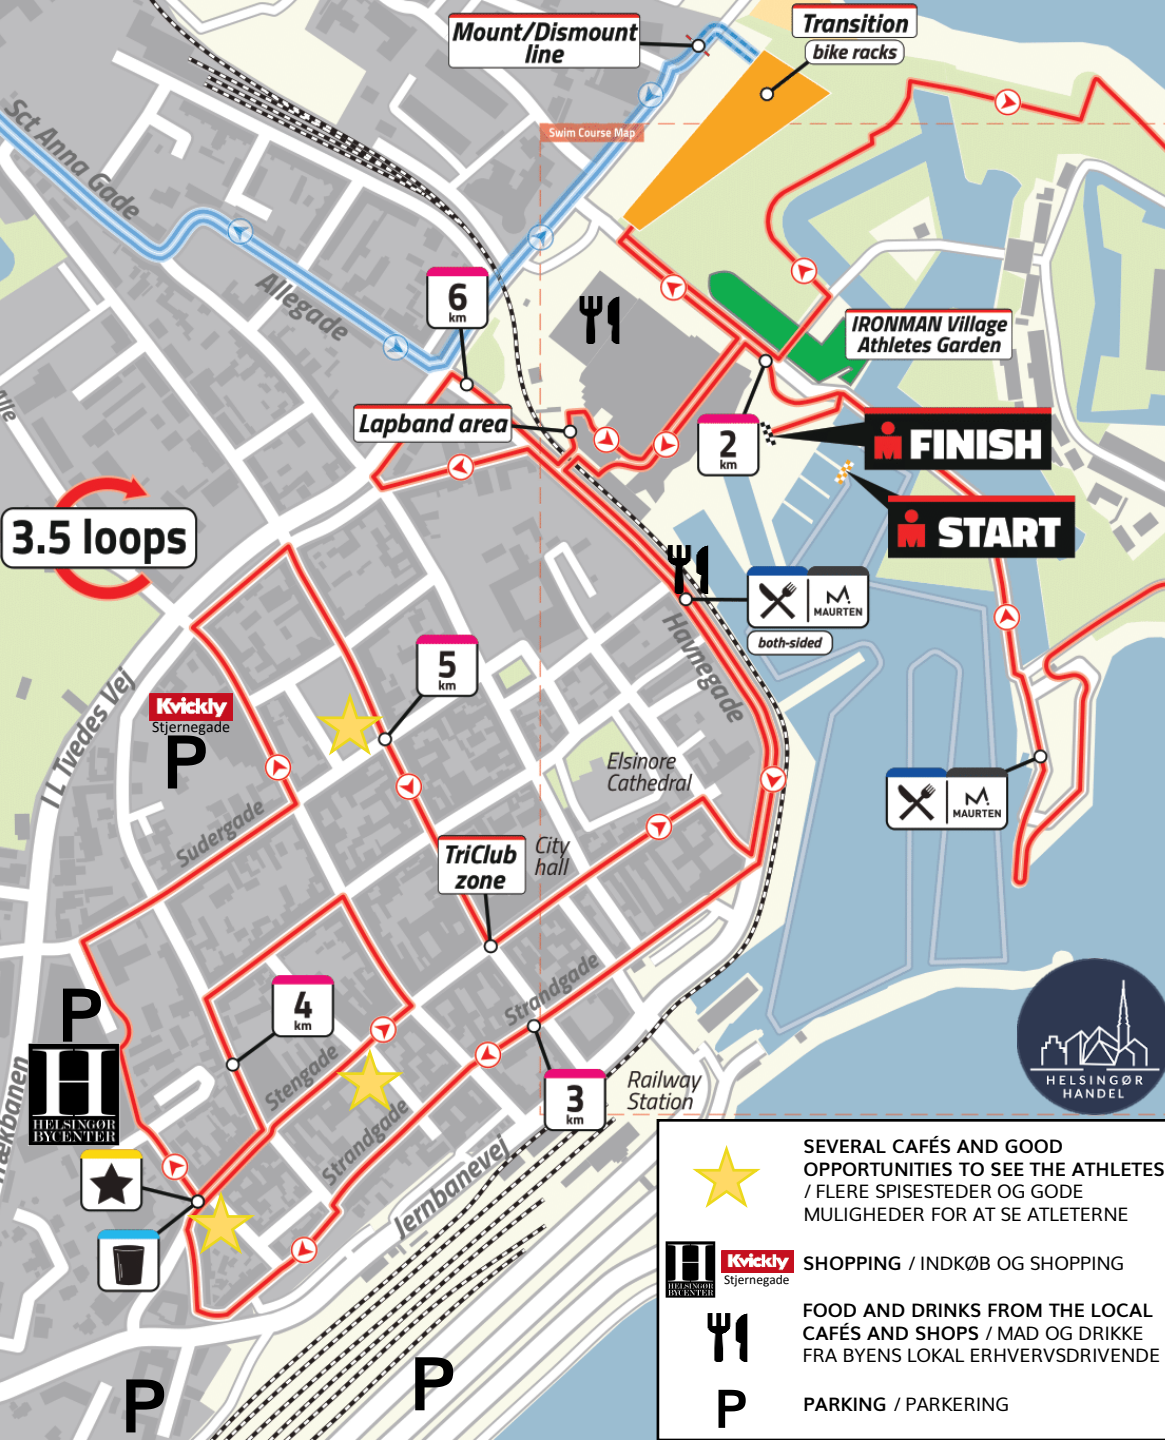 Mount/Dismount
line
Transition
bike racks
Swim Course Map
Sct Anna Gade
Allegade
6
km
IRONMAN Village
Athletes Garden
Lapband area
2
km
FINISH
START
3.5 loops
MAURTEN
both-sided
Havnegade
5
km
Kvickly
Stjernegade
P
J L Tvedes Vej
Elsinore
Cathedral
MAURTEN
Sudergade
TriClub
zone
City
hall
4
km
Strandgade
P
Stengade
3
km
Railway
Station
HELSINGØR
HANDEL
H
HELSINGØR
BYCENTER
Strandgade
Jernbanevej
P
P
SEVERAL CAFÉS AND GOOD
OPPORTUNITIES TO SEE THE ATHLETES
/ FLERE SPISESTEDER OG GODE
MULIGHEDER FOR AT SE ATLETERNE
H
HELSINGØR
BYCENTER
Kvickly
Stjernegade
SHOPPING / INDKØB OG SHOPPING
FOOD AND DRINKS FROM THE LOCAL
CAFÉS AND SHOPS / MAD OG DRIKKE
FRA BYENS LOKAL ERHVERVSDRIVENDE
P
PARKING / PARKERING